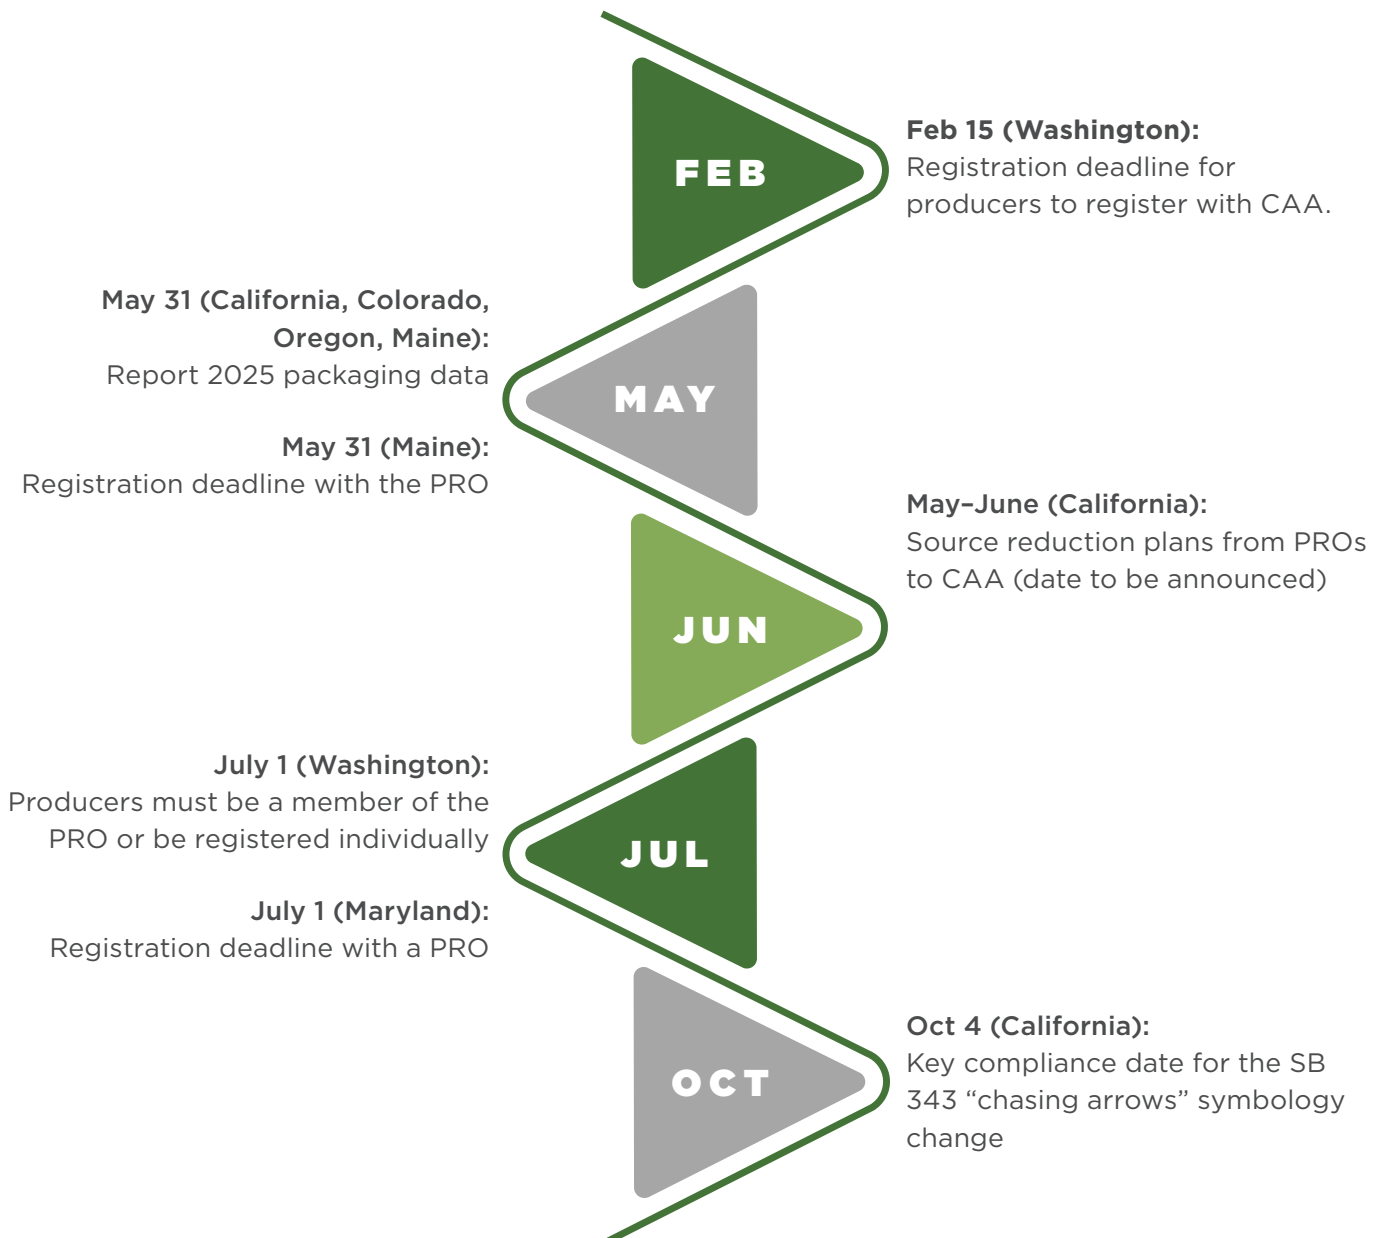 FEB
Feb 15 (Washington):
Registration deadline for
producers to register with CAA.
May 31 (California, Colorado,
Oregon, Maine):
Report 2025 packaging data
May 31 (Maine):
Registration deadline with the PRO
MAY
May–June (California):
Source reduction plans from PROs
to CAA (date to be announced)
JUN
July 1 (Washington):
Producers must be a member of the
PRO or be registered individually
July 1 (Maryland):
Registration deadline with a PRO
JUL
OCT
Oct 4 (California):
Key compliance date for the SB
343 “chasing arrows” symbology
change